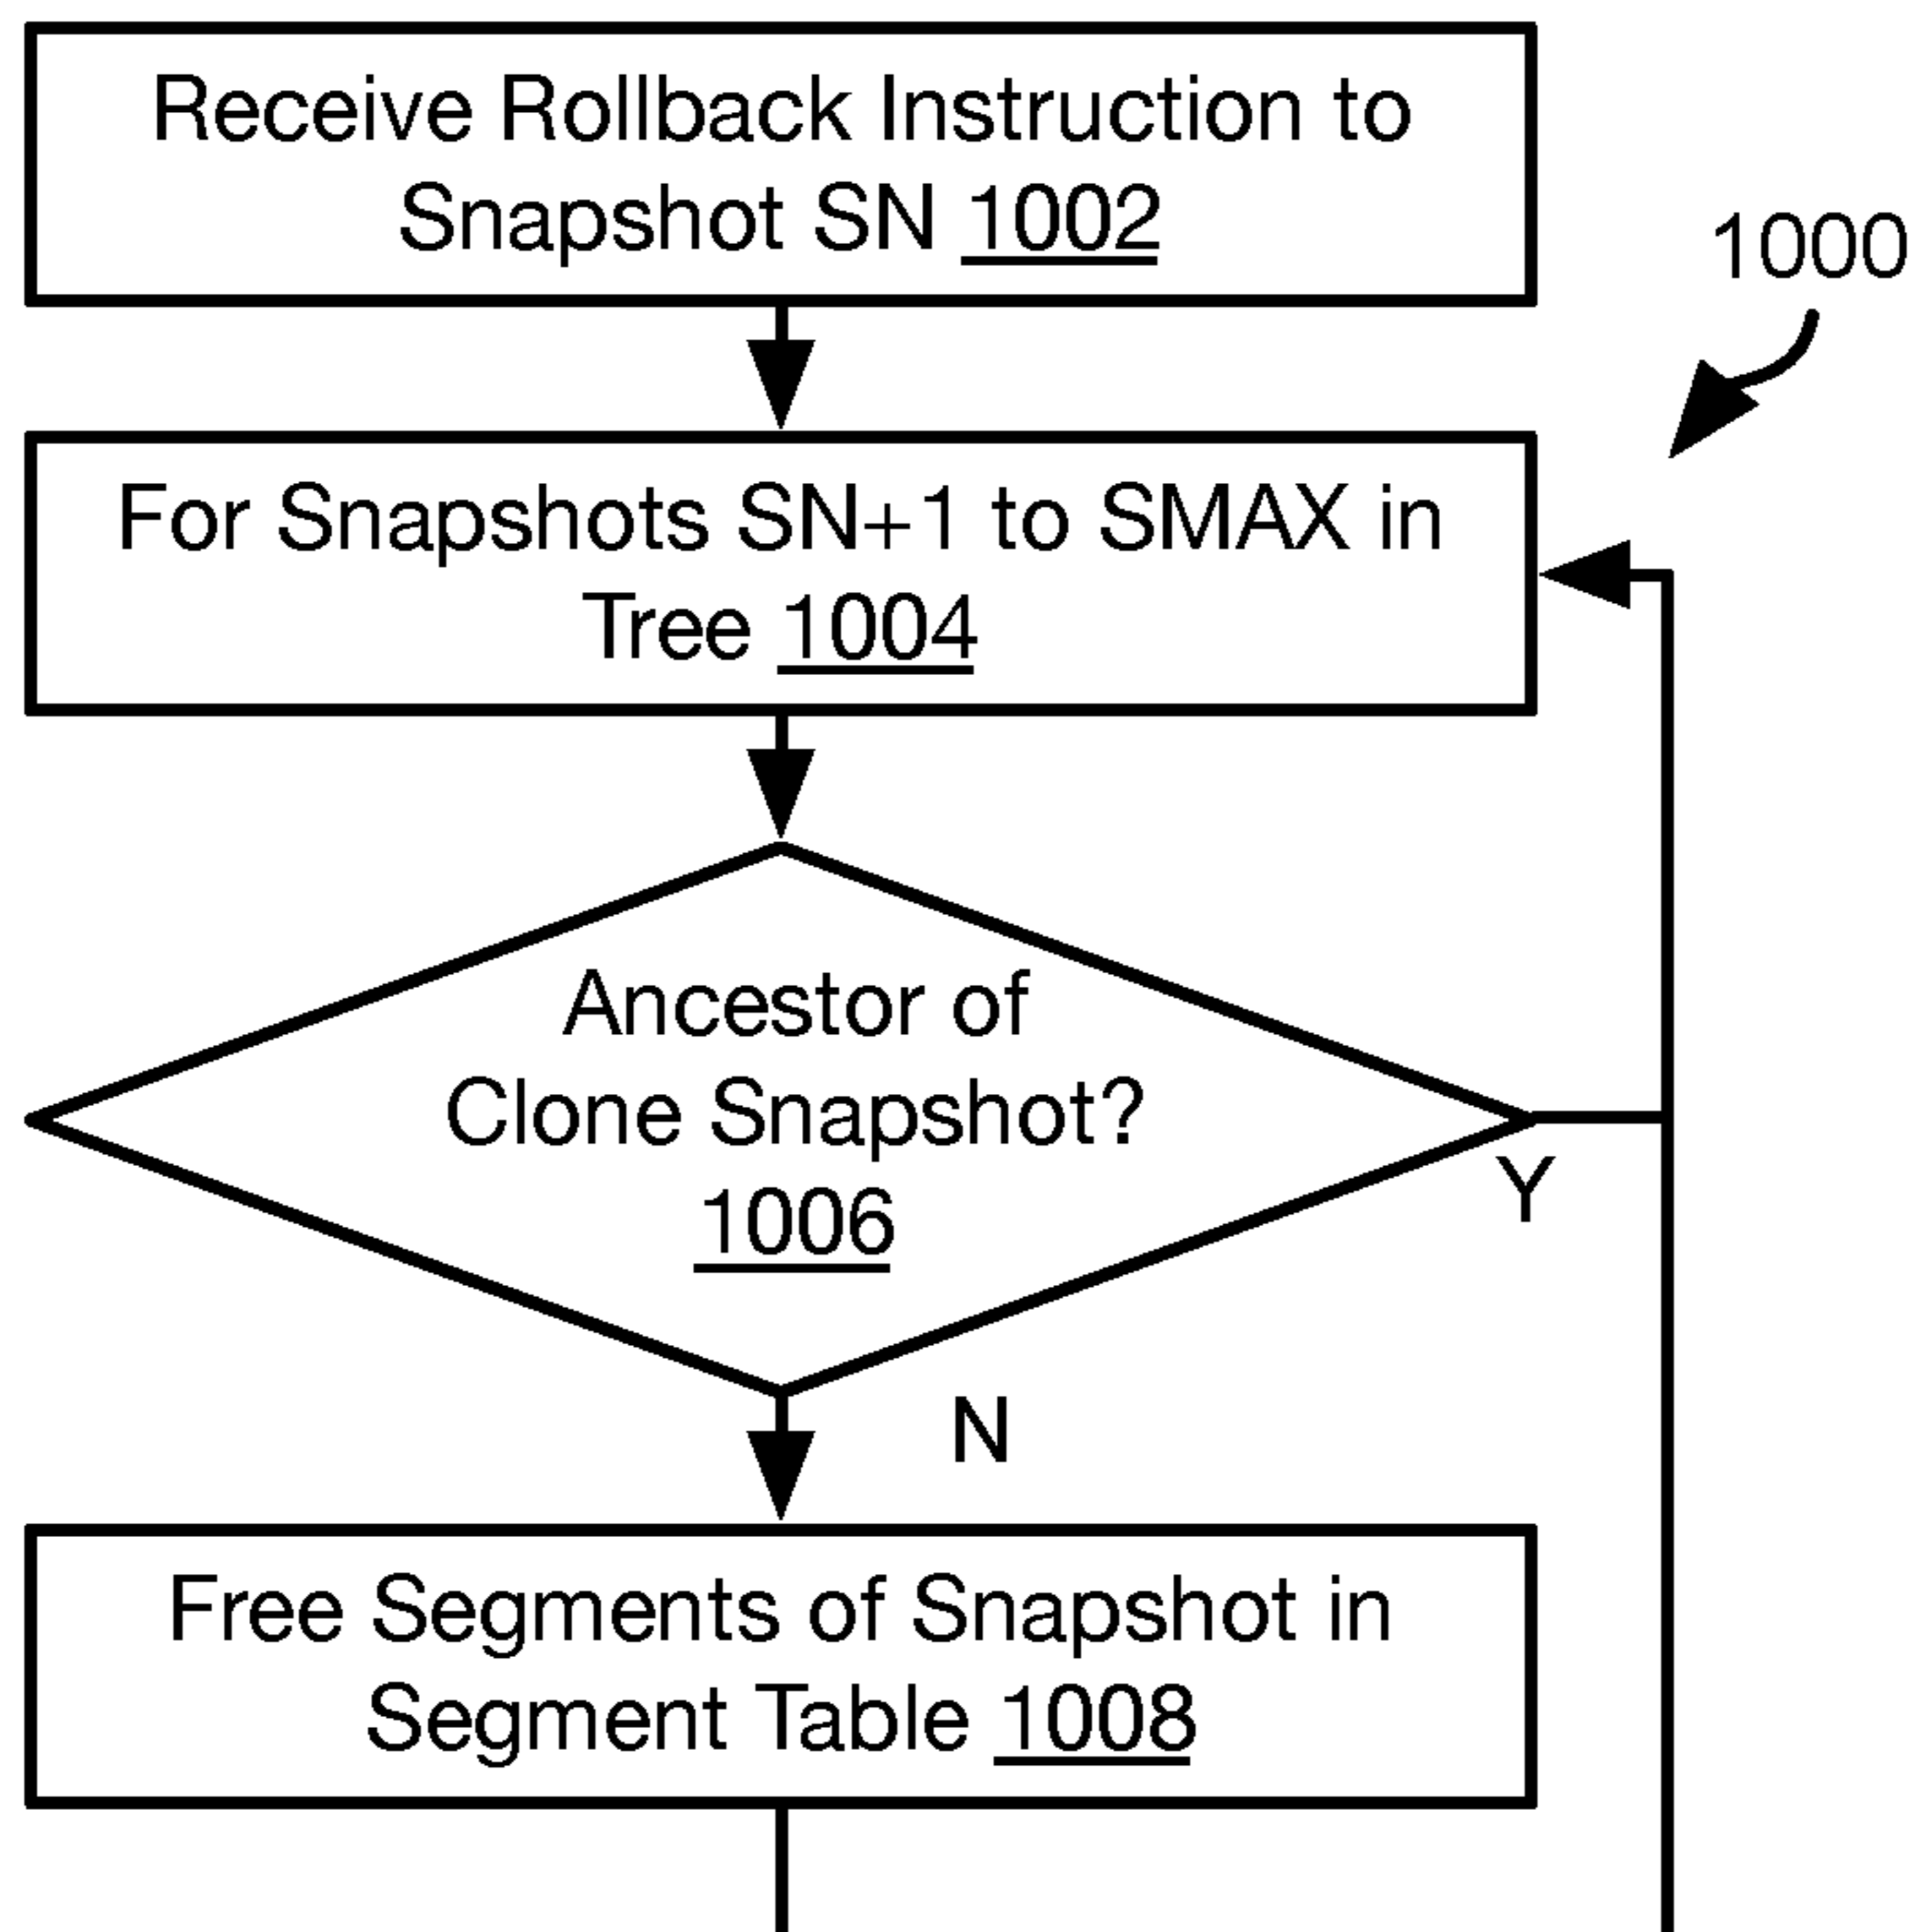 Receive Rollback Instruction to
Snapshot SN 1002
1000
For Snapshots SN+1 to SMAX in
Tree 1004
Ancestor of
Clone Snapshot?
1006
Y
N
Free Segments of Snapshot in
Segment Table 1008